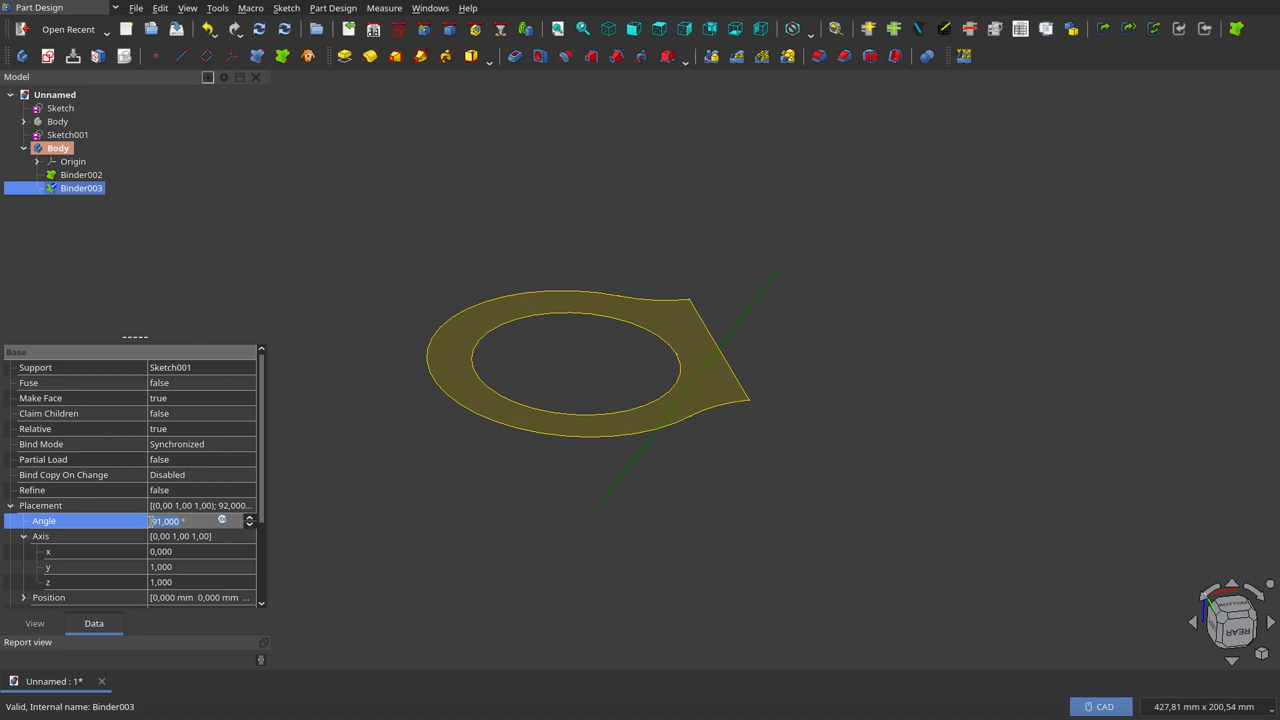 Part Design File Edit View Tools Macro Sketch Part Design Measure Windows Help
Open Recent
Model
Unnamed
Sketch
Body
Sketch001
Body
Origin
Binder002
Binder003
Base
Support Sketch001
Fuse false
Make Face true
Claim Children false
Relative true
Bind Mode Synchronized
Partial Load false
Bind Copy On Change Disabled
Refine false
Placement [(0,00 1,00 1,00); 92,000...
Angle 91,000 °
Axis [0,00 1,00 1,00]
x 0,000
y 1,000
z 1,000
Position [0,000 mm 0,000 mm ...
View Data
Report view
BOTTOM
REAR
Unnamed : 1*
Valid, Internal name: Binder003 CAD 427,81 mm x 200,54 mm